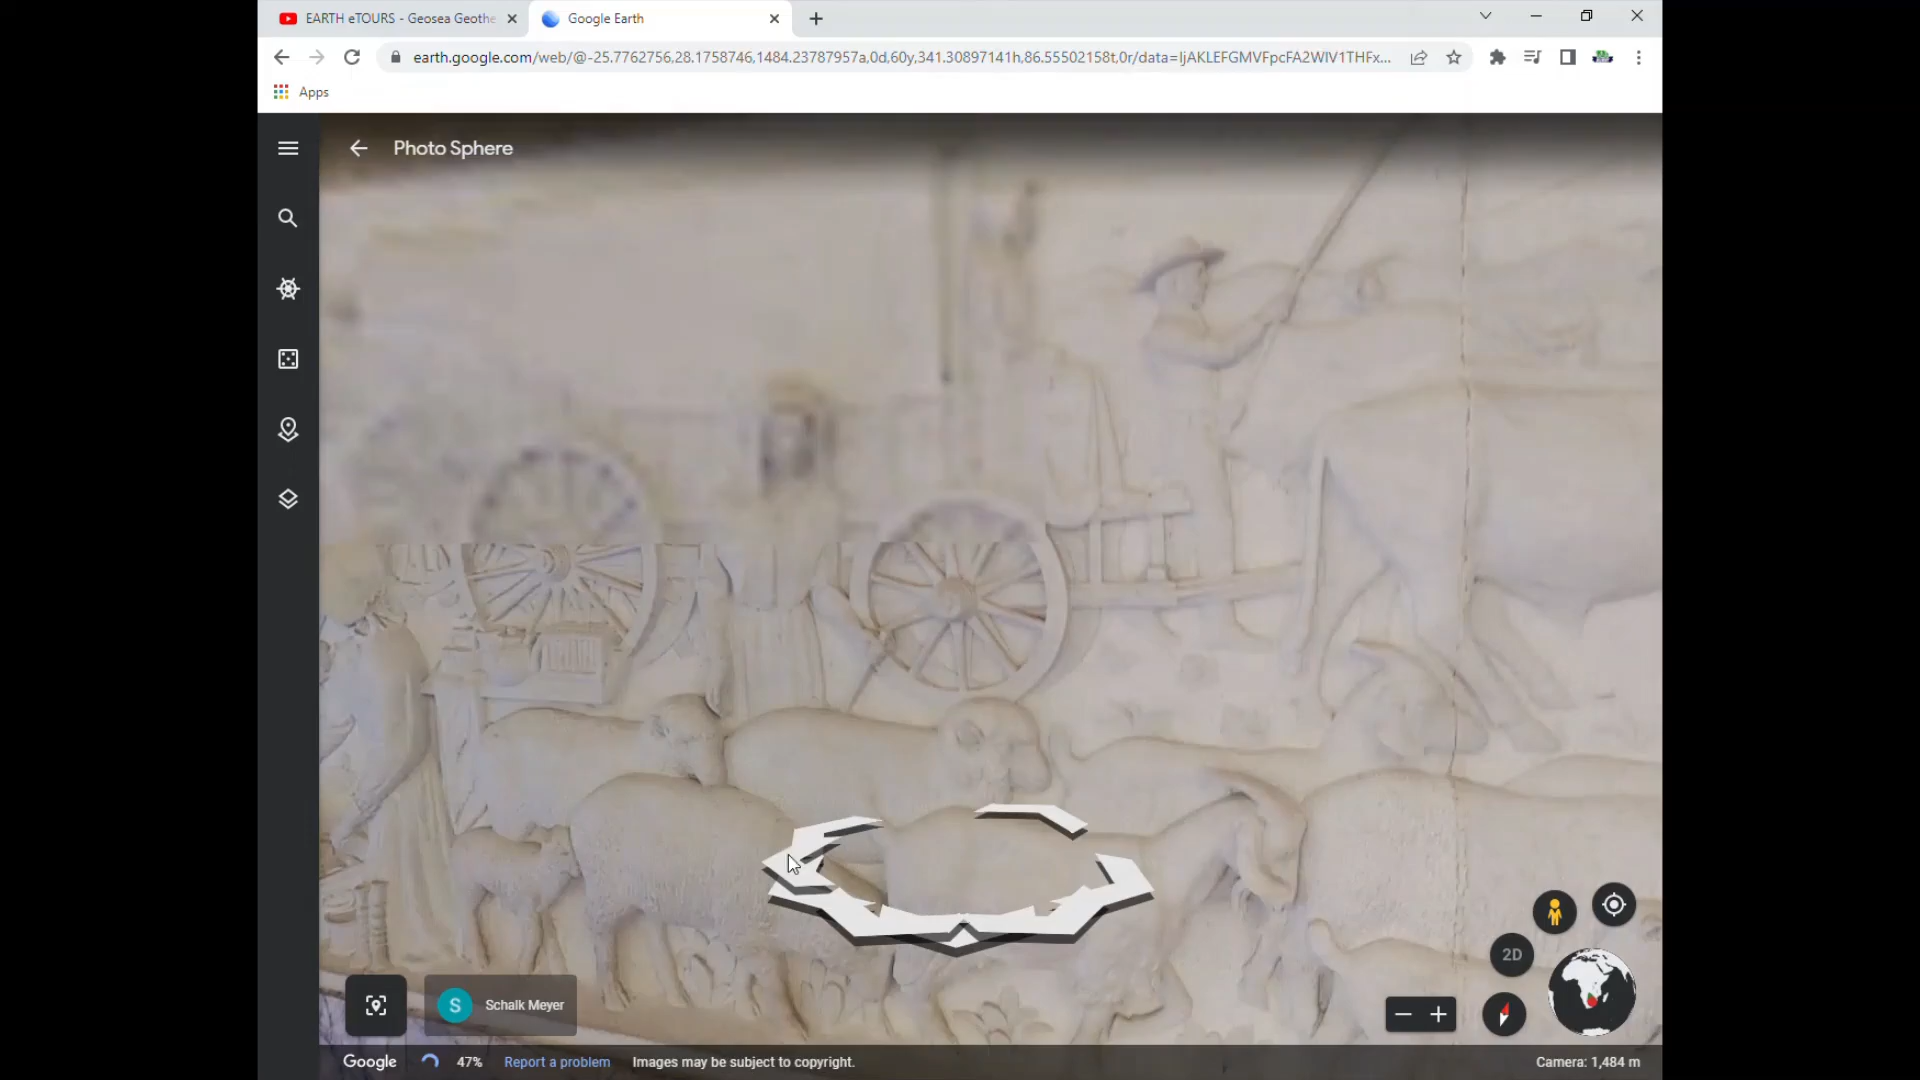 EARTH eTOURS - Geosea Geothe
Google Earth
earth.google.com/web/@-25.7762756,28.1758746,1484.23787957a,0d,60y,341.30897141h,86.55502158t,0r/data=IjAKLEFGMVFpcFA2WlV1THFx...
Apps
Photo Sphere
2D
S
Schalk Meyer
Google
47%
Report a problem
Images may be subject to copyright.
Camera: 1,484 m